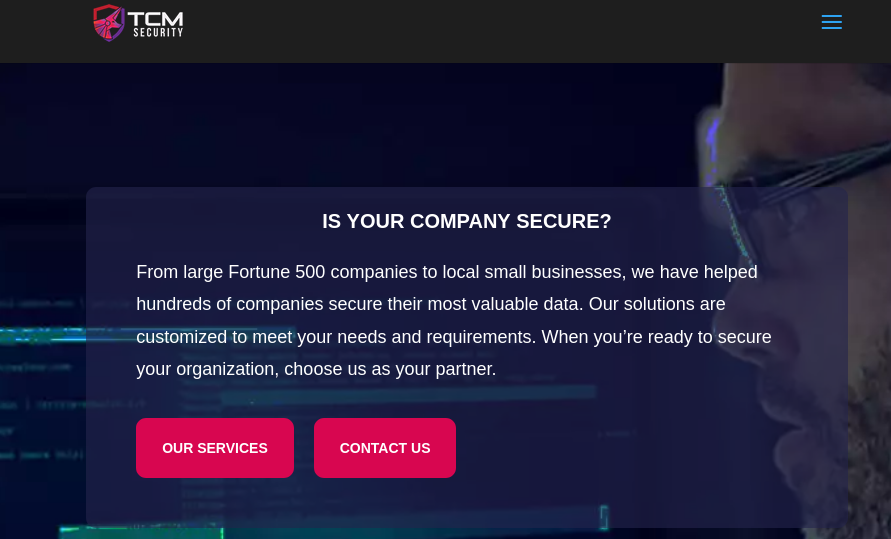 TCM
SECURITY
IS YOUR COMPANY SECURE?
From large Fortune 500 companies to local small businesses, we have helped
hundreds of companies secure their most valuable data. Our solutions are
customized to meet your needs and requirements. When you’re ready to secure
your organization, choose us as your partner.
OUR SERVICES
CONTACT US